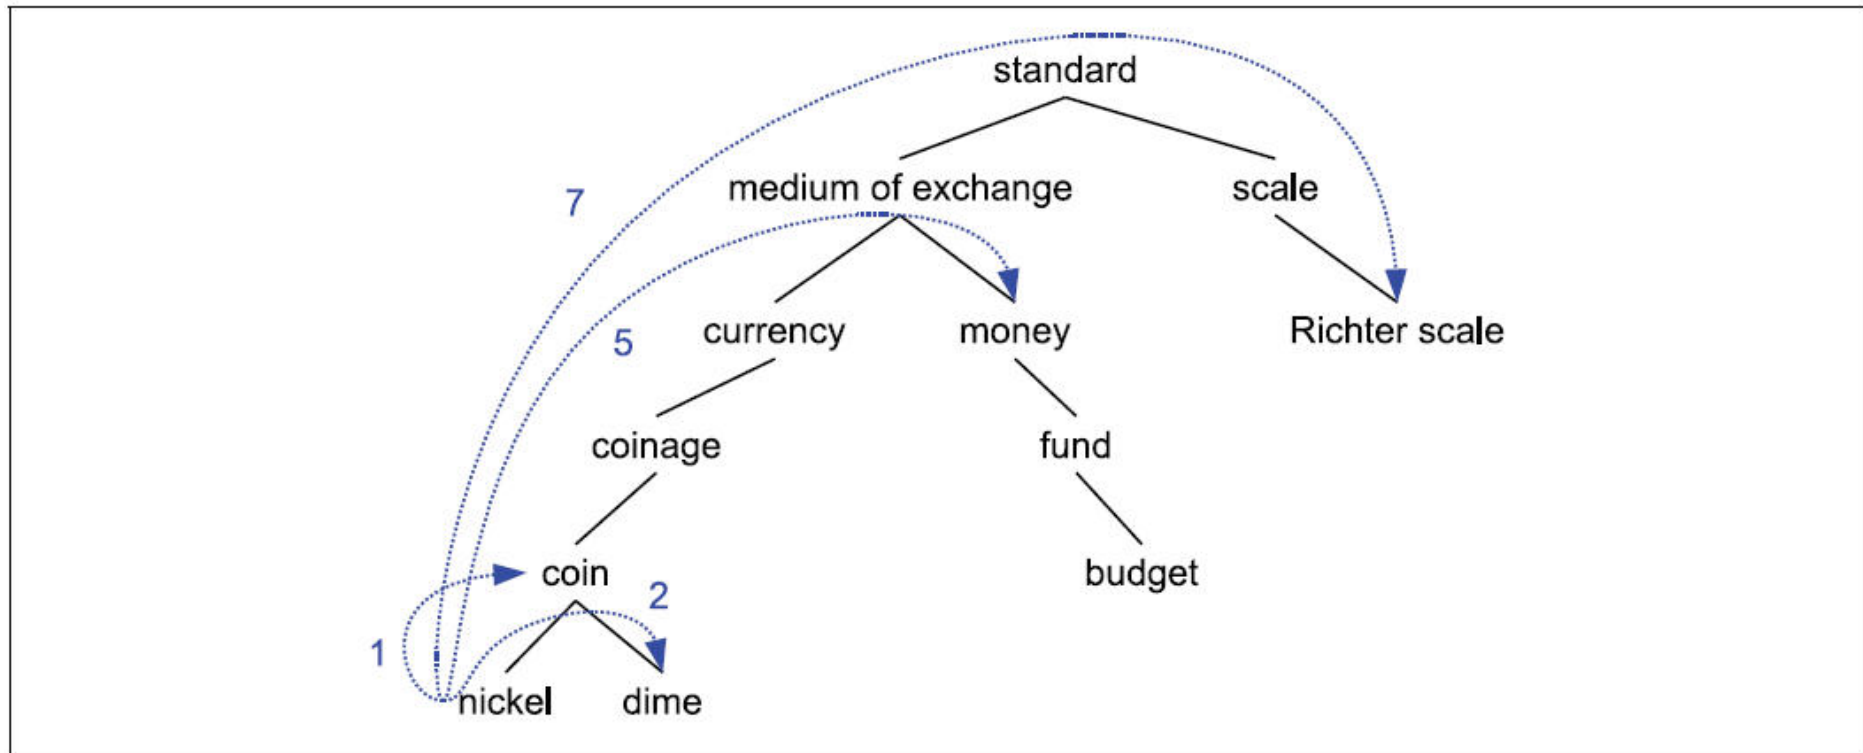 standard
medium of exchange scale
7
currency money Richter scale
5
coinage fund
coin budget
2
1
nickel dime